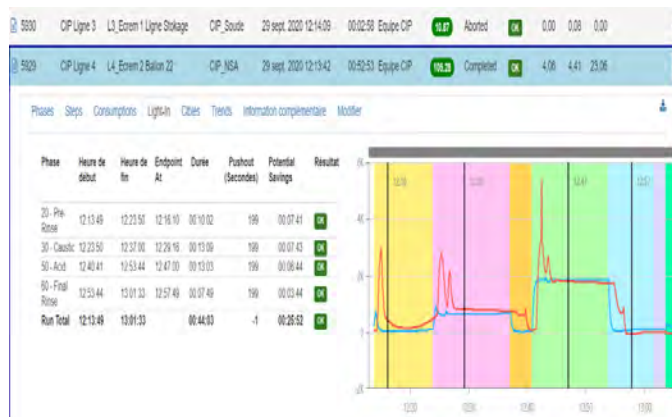 5930 CIP Ligne 3 L3_Ecrem 1 Ligne Stokage CIP_Soude 29 sept. 2020 12:14:09 00:02:58 Equipe CIP 10.87 Aborted OK 0,00 0,08 0,00
5929 CIP Ligne 4 L4_Ecrem 2 Ballon 22 CIP_NSA 29 sept. 2020 12:13:42 00:52:53 Equipe CIP Completed OK 4,06 4,41 23,06
Phases Steps Consumptions Light-In Cibles Trends Information complémentaire Modifier
Phase Heure de début Heure de fin Endpoint At Durée Pushout (Secondes) Potential Savings Résultat
20 - Pre-Rinse 12:13:49 12:23:50 12:16:10 00:10:02 199 00:07:41 OK
30 - Caustic 12:23:50 12:37:00 12:29:16 00:13:09 199 00:07:43 OK
50 - Acid 12:40:41 12:53:44 12:47:00 00:13:03 199 00:06:44 OK
60 - Final Rinse 12:53:44 13:01:33 12:57:49 00:07:49 199 00:03:44 OK
Run Total 12:13:49 13:01:33 00:44:03 -1 00:25:52 OK